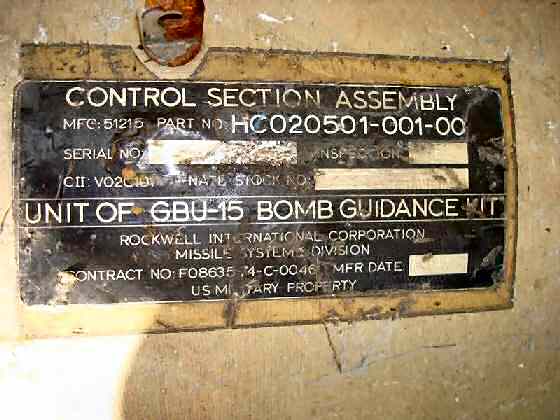 CONTROL SECTION ASSEMBLY
MFG: 51215 PART NO: HC020501-001-00
SERIAL NO: INSPECTION
CII: STOCK NO:
UNIT OF GBU-15 BOMB GUIDANCE KIT
ROCKWELL INTERNATIONAL CORPORATION
MISSILE SYSTEMS DIVISION
CONTRACT NO: F08635 74-C-0046 MFR DATE
US MILITARY PROPERTY